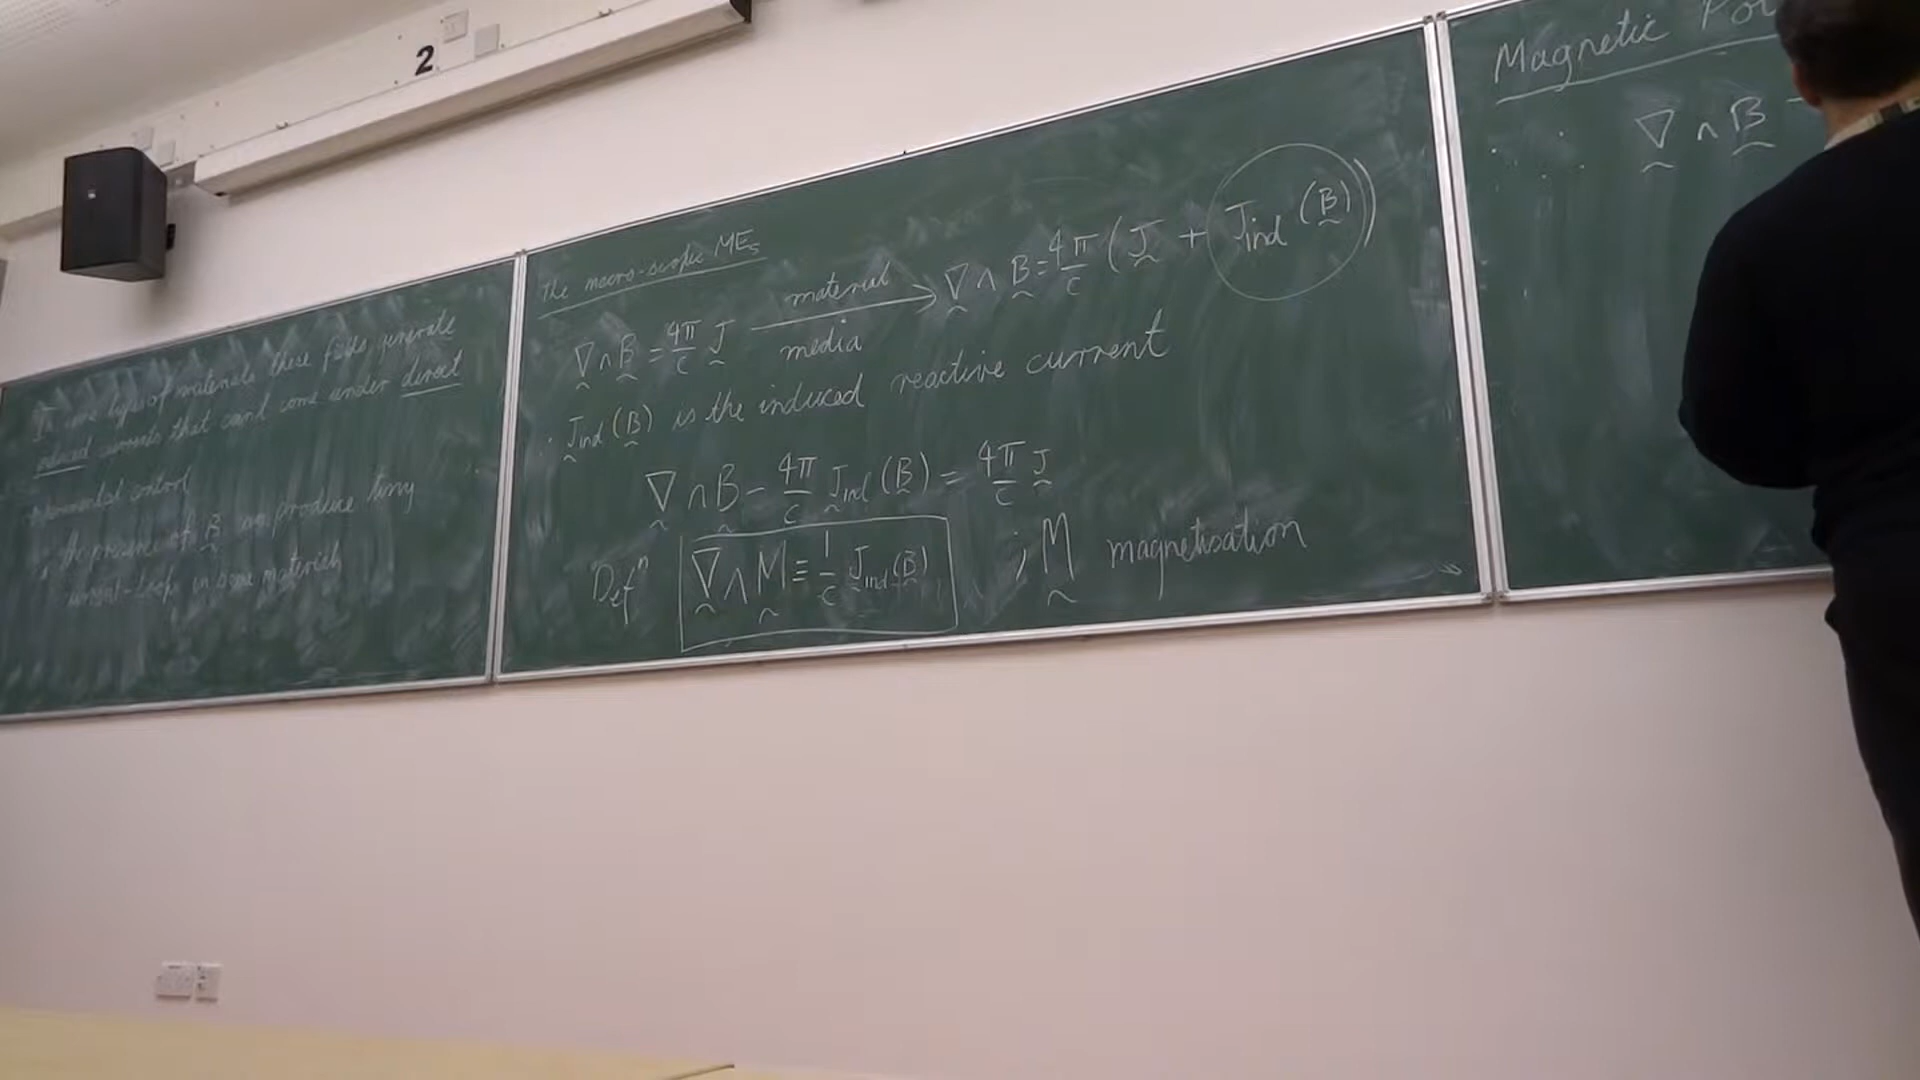 2
In some types of materials these fields generate
induced currents that can't come under direct
experimental control
the presence of B can produce tiny
current-loops in some materials
The macro-scopic MEs
∇ ∧ B = 4π/c J material media → ∇ ∧ B = 4π/c (J + Jind (B))
Jind (B) is the induced reactive current
∇ ∧ B - 4π/c Jind (B) = 4π/c J
Defⁿ ∇ ∧ M ≡ 1/c Jind (B) ; M magnetisation
Magnetic
∇ ∧ B -